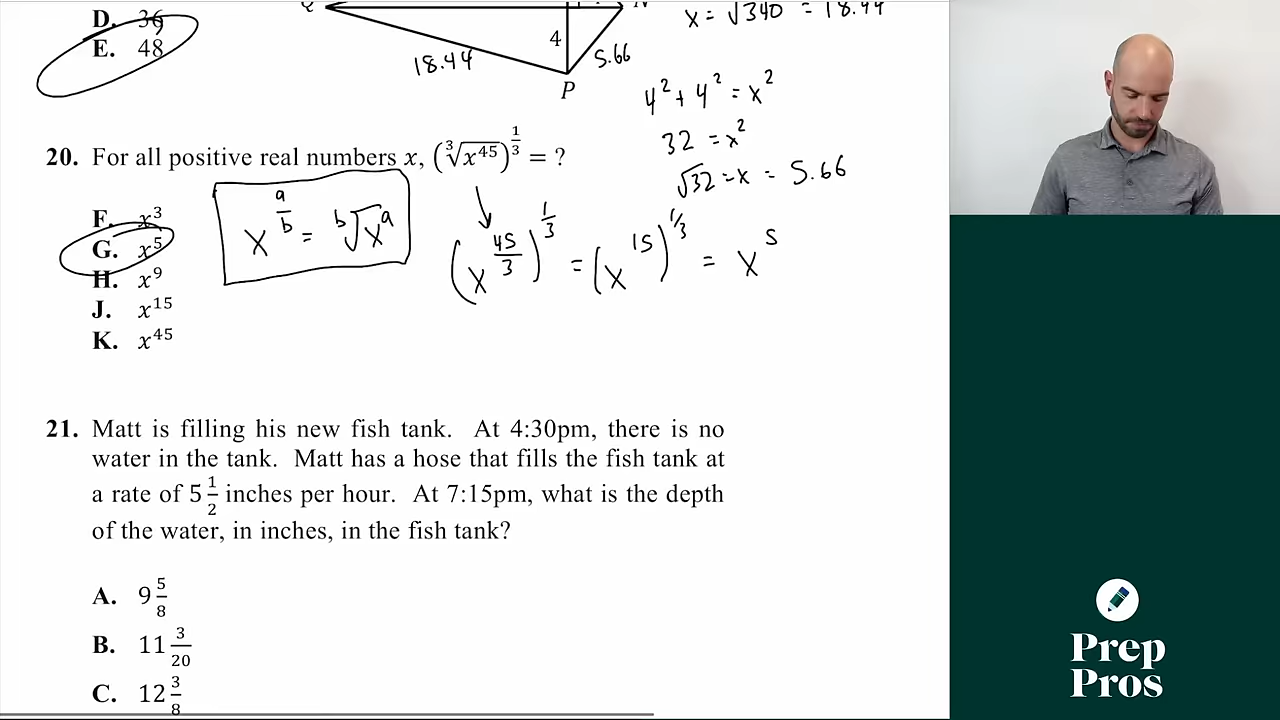 D. 36
E. 48
4
18.44
5.66
P
x = √340 = 18.44
4² + 4² = x²
32 = x²
√32 = x = 5.66
20. For all positive real numbers x, (∛x⁴⁵)^(1/3) = ?
F. x³
G. x⁵
H. x⁹
J. x¹⁵
K. x⁴⁵
x^(a/b) = ᵇ√xᵃ
(x^(45/3))^(1/3) = (x^15)^(1/3) = x⁵
21. Matt is filling his new fish tank. At 4:30pm, there is no
water in the tank. Matt has a hose that fills the fish tank at
a rate of 5 1/2 inches per hour. At 7:15pm, what is the depth
of the water, in inches, in the fish tank?
A. 9 5/8
B. 11 3/20
C. 12 3/8
Prep
Pros